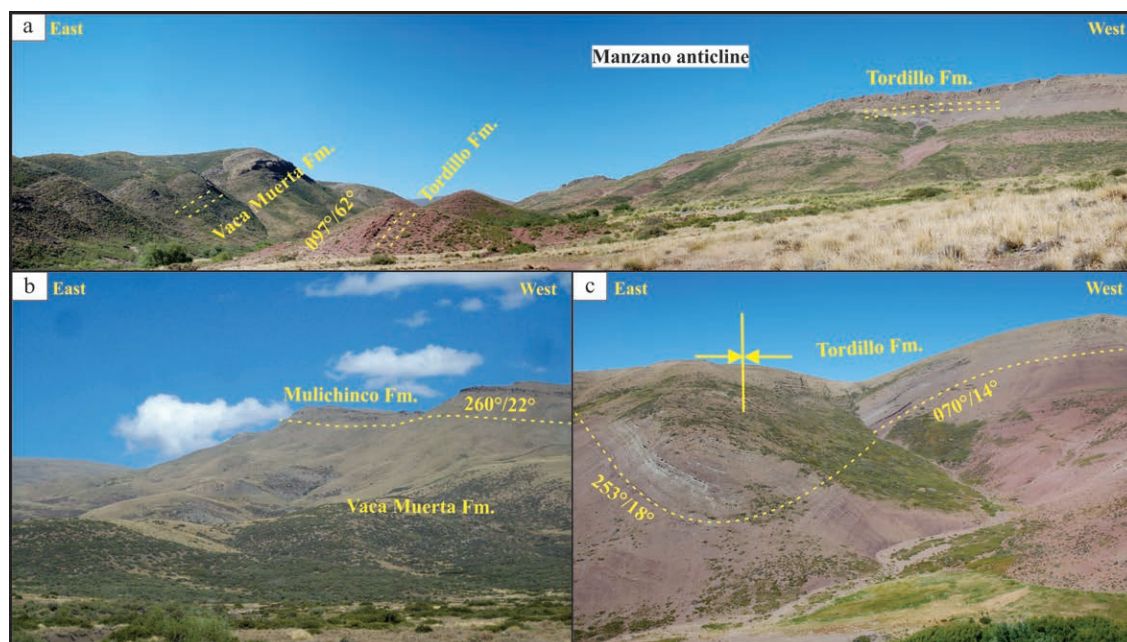 a
East
West
Manzano anticline
Tordillo Fm.
Vaca Muerta Fm.
097°/62°
Tordillo Fm.
b
East
West
Mulichinco Fm.
260°/22°
Vaca Muerta Fm.
c
East
West
Tordillo Fm.
070°/14°
253°/18°